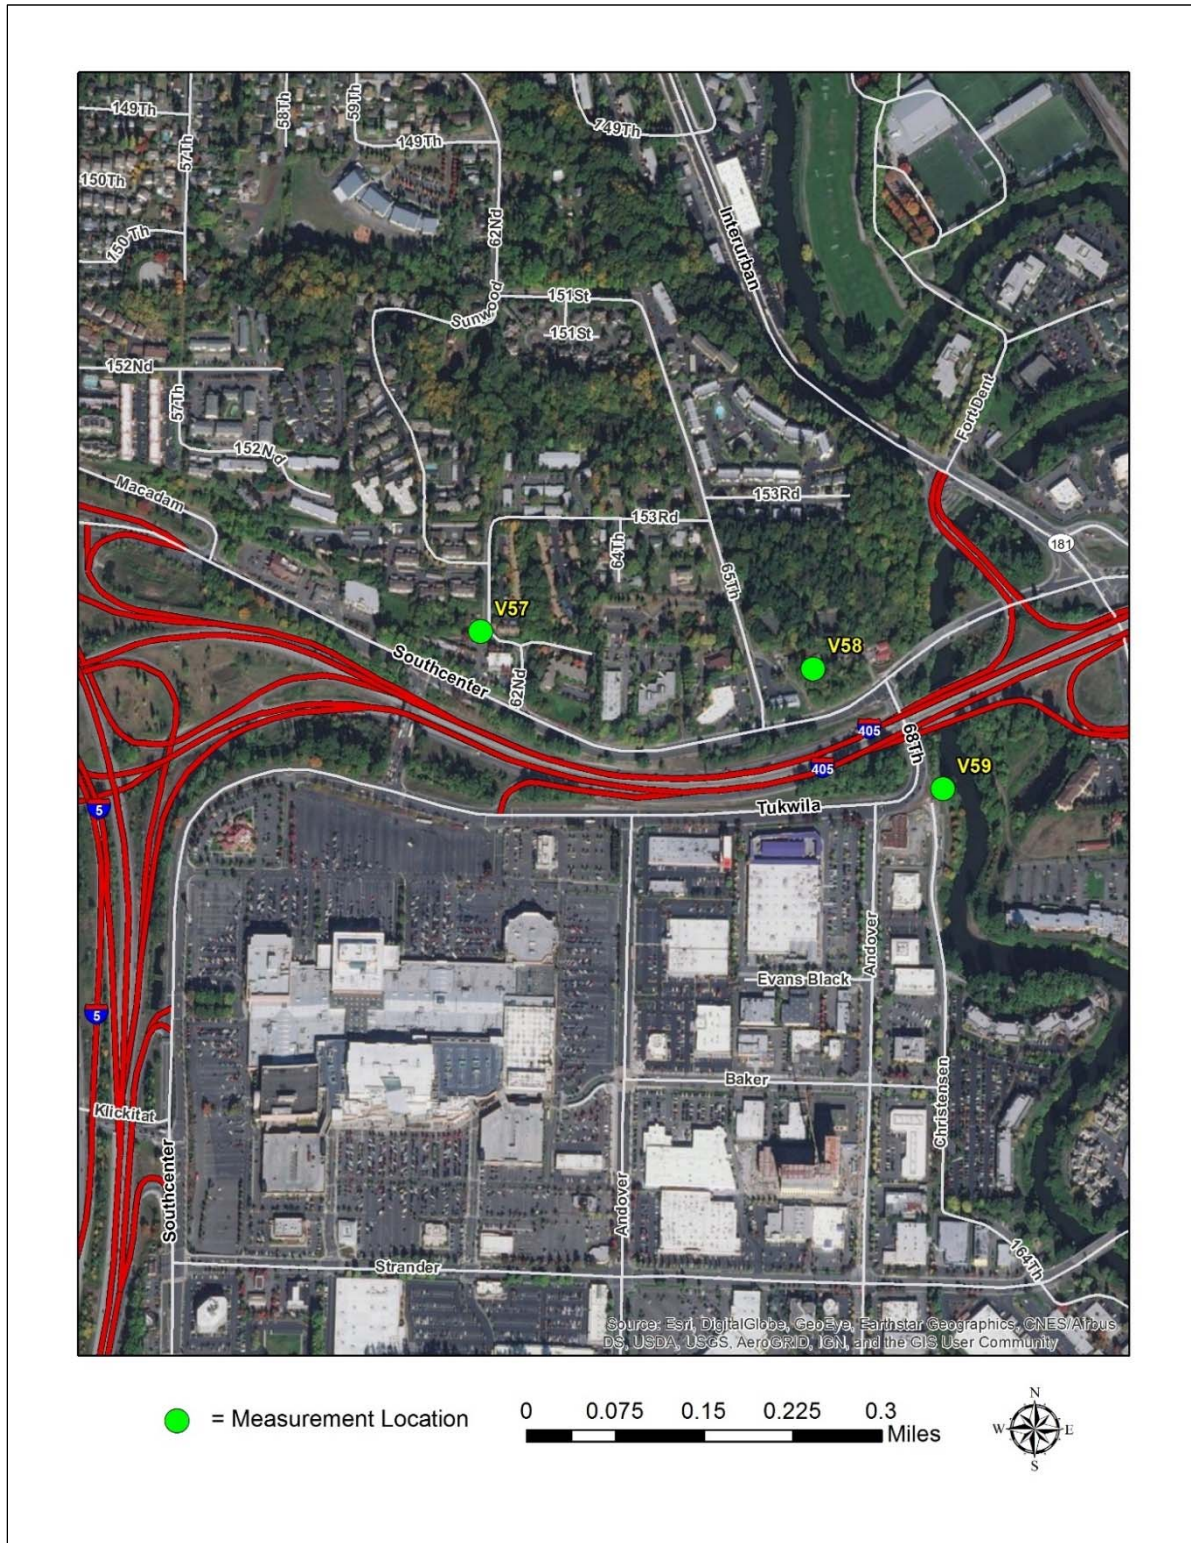 149Th
57Th
58Th
59Th
149Th
749Th
150Th
150 Th
62Nd
Interurban
Sunwood
151St
151St
152Nd
57Th
152Nd
Fort Dent
Macadam
153Rd
153Rd
64Th
65Th
181
V57
V58
Southcenter
62Nd
405
405
68Th
V59
Tukwila
5
Andover
Evans Black
5
Baker
Christensen
Klickitat
Southcenter
Andover
Strander
164Th
Source: Esri, DigitalGlobe, GeoEye, Earthstar Geographics, CNES/Airbus
DS, USDA, USGS, AeroGRID, IGN, and the GIS User Community
= Measurement Location
0 0.075 0.15 0.225 0.3
Miles
N
W E
S